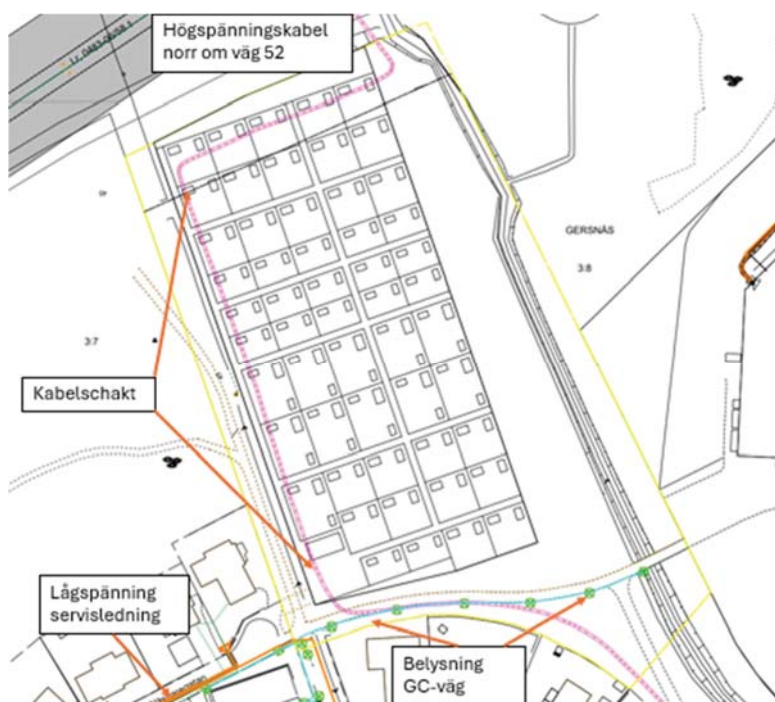 Högspänningskabel
norr om väg 52
GERSNÄS
3:8
3:7
Kabelschakt
Lågspänning
servisledning
Belysning
GC-väg